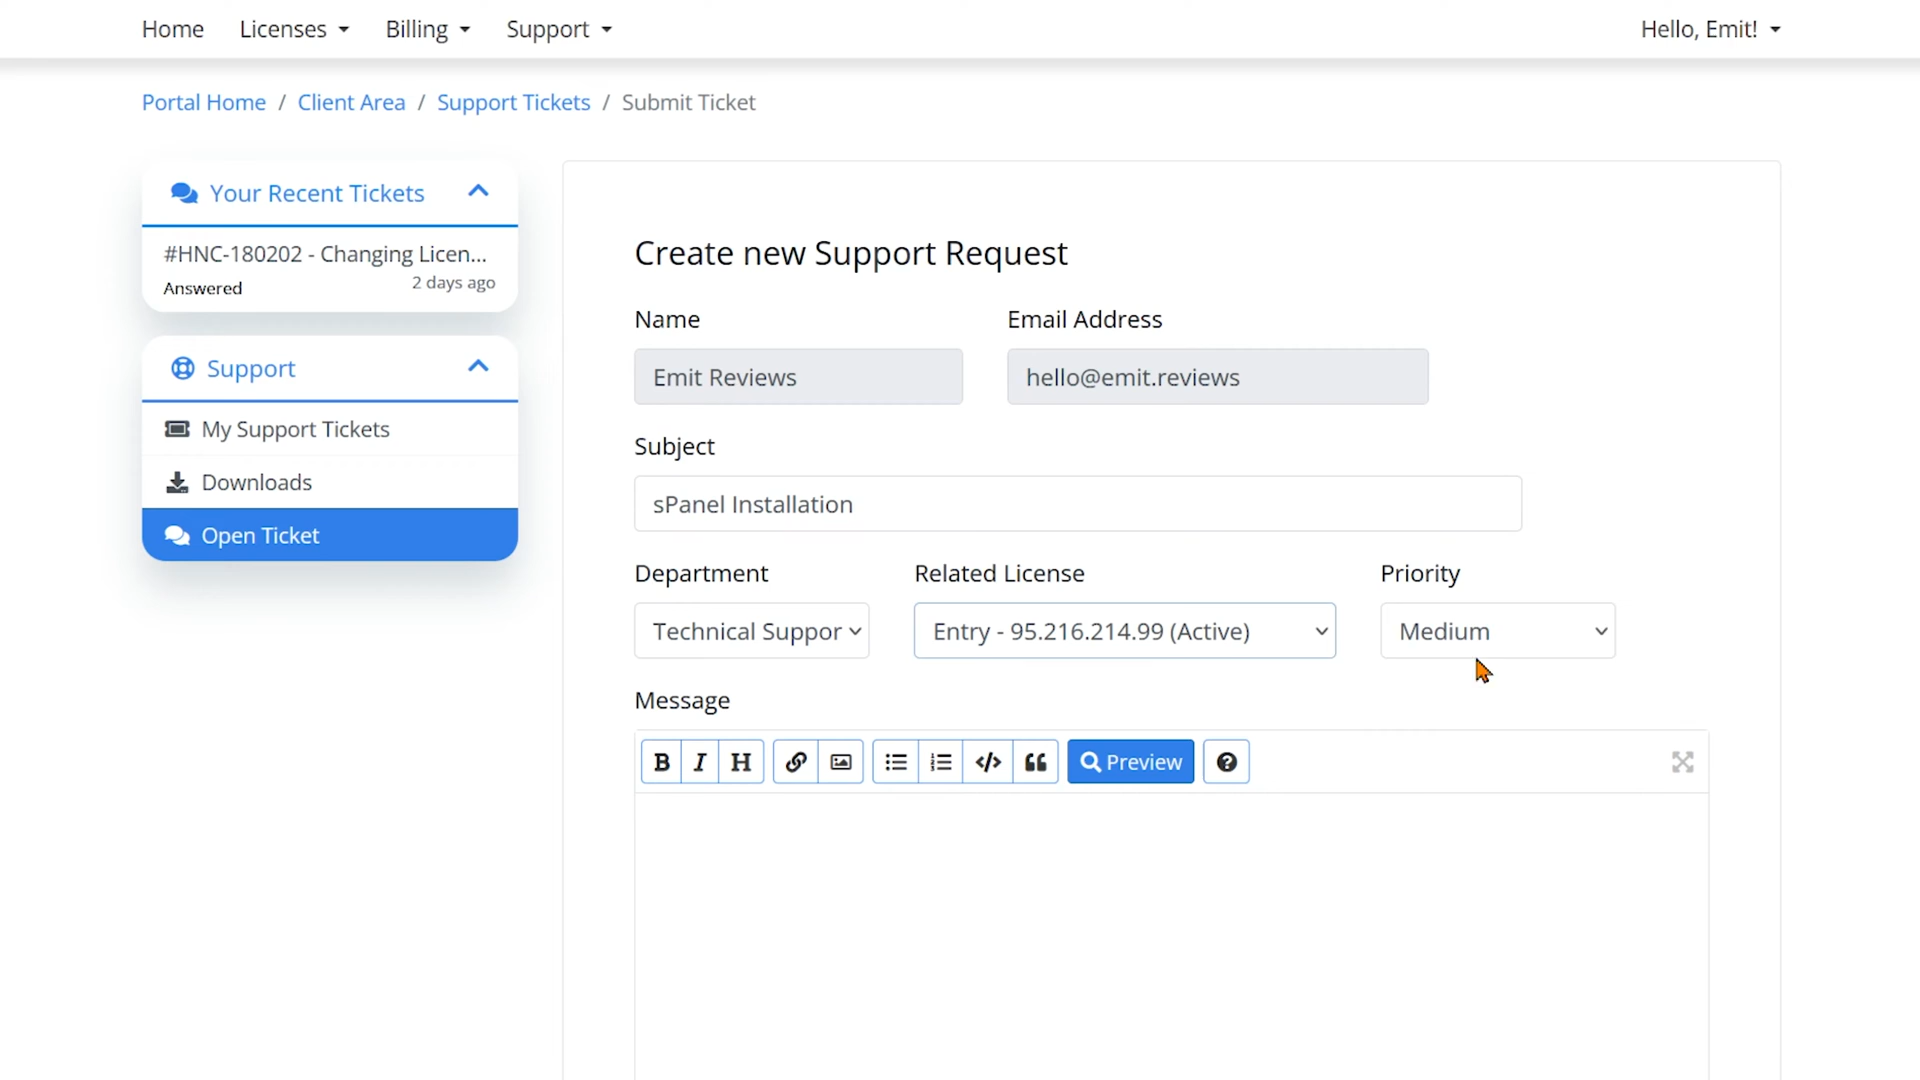 Home Licenses Billing Support Hello, Emit!
Portal Home / Client Area / Support Tickets / Submit Ticket
Your Recent Tickets
#HNC-180202 - Changing Licen...
Answered 2 days ago
Support
My Support Tickets
Downloads
Open Ticket
Create new Support Request
Name Email Address
Emit Reviews hello@emit.reviews
Subject
sPanel Installation
Department Related License Priority
Technical Suppor Entry - 95.216.214.99 (Active) Medium
Message
B I H Preview